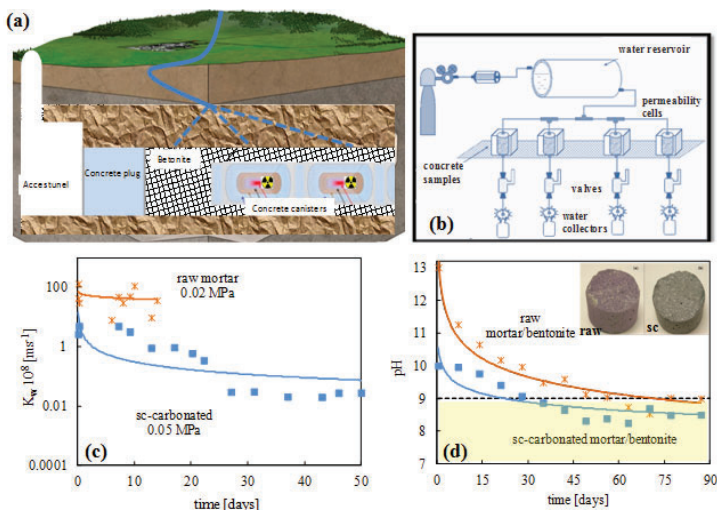 (a)
Accestunel
Concrete plug
Betonite
Concrete canisters
water reservoir
permeability
cells
concrete
samples
valves
water
collectors
(b)
100
1
0.01
0.0001
K_w 10^8 [ms^-1]
raw mortar
0.02 MPa
sc-carbonated
0.05 MPa
(c)
0 10 20 30 40 50
time [days]
13
12
11
10
9
8
7
pH
raw
mortar/bentonite
raw
sc
sc-carbonated mortar/bentonite
(d)
0 15 30 45 60 75 90
time [days]